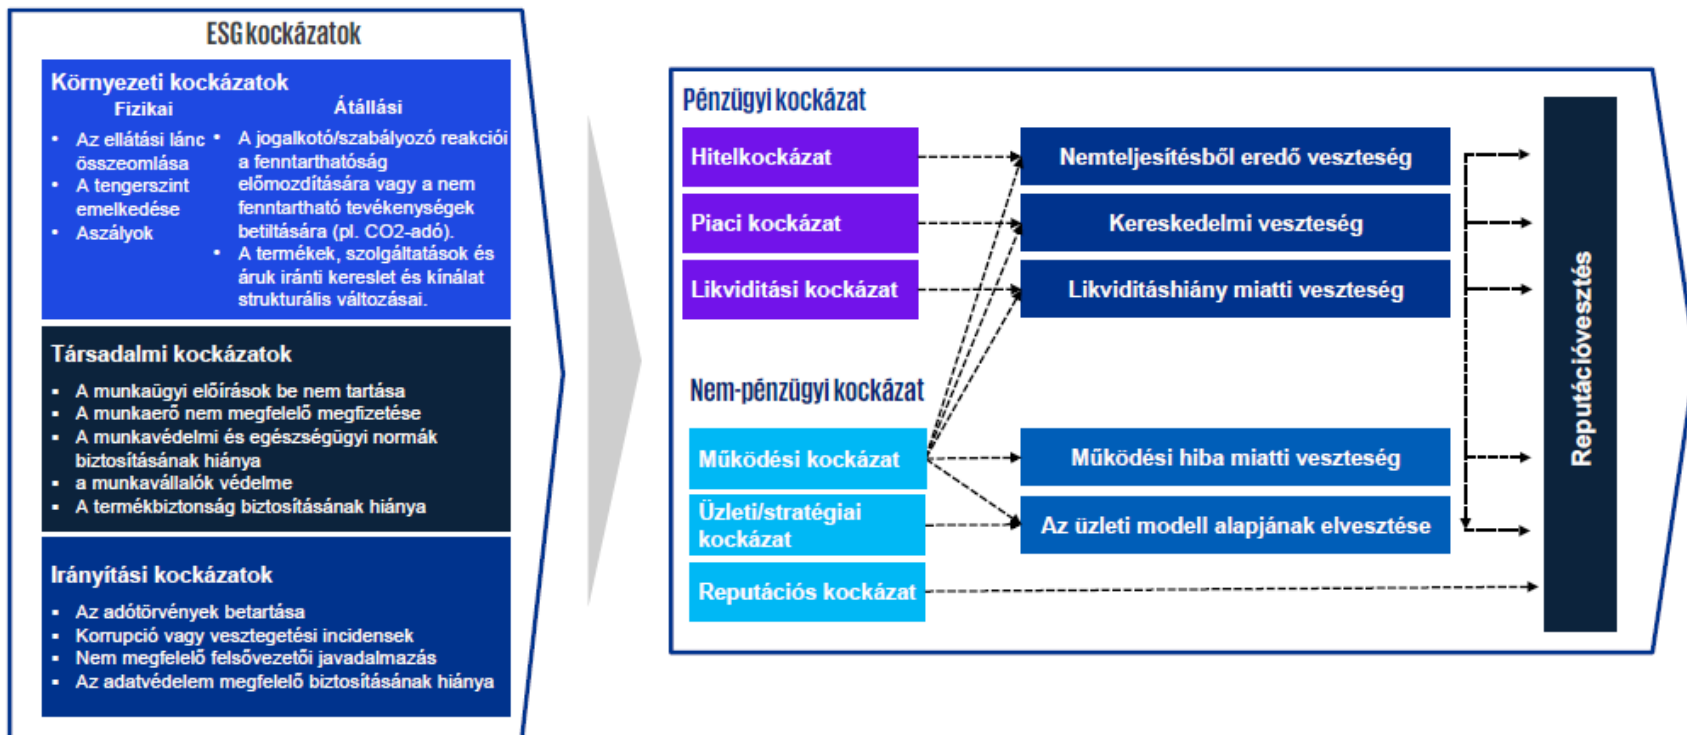 ESG kockázatok
Környezeti kockázatok
Fizikai
• Az ellátási lánc
összeomlása
• A tengerszint
emelkedése
• Aszályok
Átállási
• A jogalkotó/szabályozó reakciói
a fenntarthatóság
előmozdítására vagy a nem
fenntartható tevékenységek
betiltására (pl. CO2-adó).
• A termékek, szolgáltatások és
áruk iránti kereslet és kínálat
strukturális változásai.
Társadalmi kockázatok
▪ A munkaügyi előírások be nem tartása
▪ A munkaerő nem megfelelő megfizetése
▪ A munkavédelmi és egészségügyi normák
biztosításának hiánya
▪ a munkavállalók védelme
▪ A termékbiztonság biztosításának hiánya
Irányítási kockázatok
▪ Az adótörvények betartása
▪ Korrupció vagy vesztegetési incidensek
▪ Nem megfelelő felsővezetői javadalmazás
▪ Az adatvédelem megfelelő biztosításának hiánya
Pénzügyi kockázat
Hitelkockázat
Nemteljesítésből eredő veszteség
Piaci kockázat
Kereskedelmi veszteség
Likviditási kockázat
Likviditáshiány miatti veszteség
Nem-pénzügyi kockázat
Működési kockázat
Működési hiba miatti veszteség
Üzleti/stratégiai
kockázat
Az üzleti modell alapjának elvesztése
Reputációs kockázat
Reputációvesztés